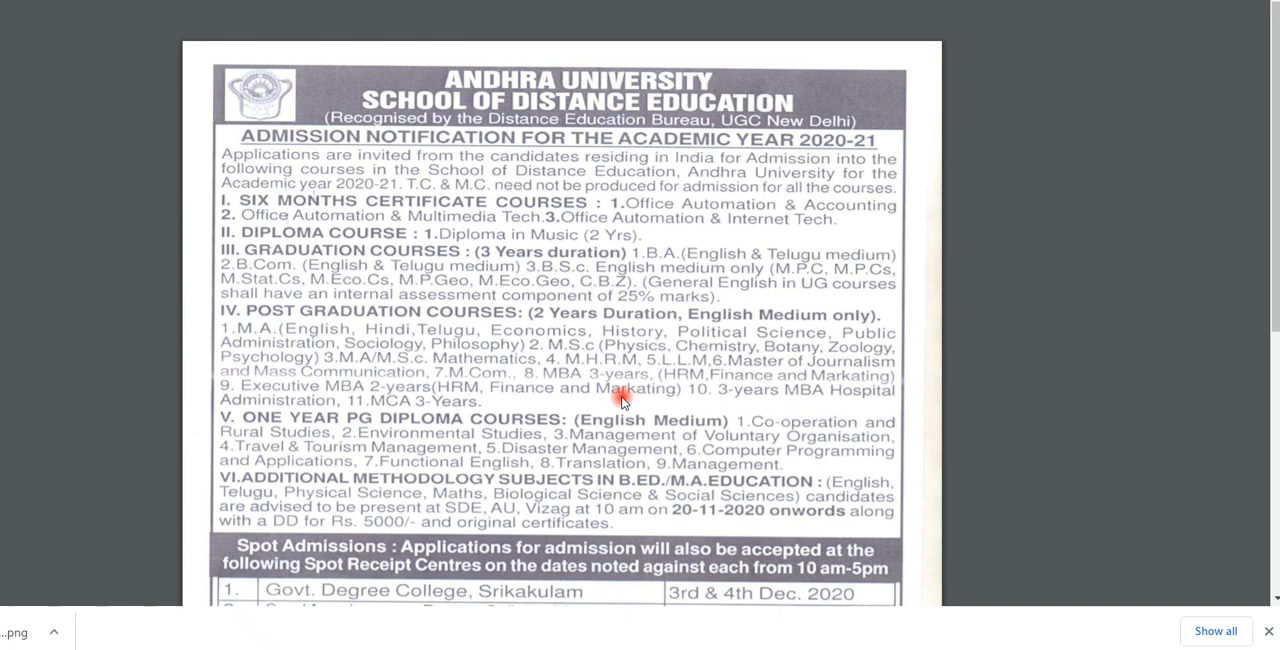 ANDHRA UNIVERSITY
SCHOOL OF DISTANCE EDUCATION
(Recognised by the Distance Education Bureau, UGC New Delhi)
ADMISSION NOTIFICATION FOR THE ACADEMIC YEAR 2020-21
Applications are invited from the candidates residing in India for Admission into the
following courses in the School of Distance Education, Andhra University for the
Academic year 2020-21. T.C. & M.C. need not be produced for admission for all the courses.
I. SIX MONTHS CERTIFICATE COURSES : 1.Office Automation & Accounting
2. Office Automation & Multimedia Tech.3.Office Automation & Internet Tech.
II. DIPLOMA COURSE : 1.Diploma in Music (2 Yrs).
III. GRADUATION COURSES : (3 Years duration) 1.B.A.(English & Telugu medium)
2.B.Com. (English & Telugu medium) 3.B.S.c. English medium only (M.P.C, M.P.Cs,
M.Stat.Cs, M.Eco.Cs, M.P.Geo, M.Eco.Geo, C.B.Z). (General English in UG courses
shall have an internal assessment component of 25% marks).
IV. POST GRADUATION COURSES: (2 Years Duration, English Medium only).
1.M.A.(English, Hindi,Telugu, Economics, History, Political Science, Public
Administration, Sociology, Philosophy) 2. M.S.c (Physics, Chemistry, Botany, Zoology,
Psychology) 3.M.A/M.S.c. Mathematics, 4. M.H.R.M, 5.L.L.M,6.Master of Journalism
and Mass Communication, 7.M.Com., 8. MBA 3-years, (HRM,Finance and Markating)
9. Executive MBA 2-years(HRM, Finance and Markating) 10. 3-years MBA Hospital
Administration, 11.MCA 3-Years.
V. ONE YEAR PG DIPLOMA COURSES: (English Medium) 1.Co-operation and
Rural Studies, 2.Environmental Studies, 3.Management of Voluntary Organisation,
4.Travel & Tourism Management, 5.Disaster Management, 6.Computer Programming
and Applications, 7.Functional English, 8.Translation, 9.Management.
VI.ADDITIONAL METHODOLOGY SUBJECTS IN B.ED./M.A.EDUCATION : (English,
Telugu, Physical Science, Maths, Biological Science & Social Sciences) candidates
are advised to be present at SDE, AU, Vizag at 10 am on 20-11-2020 onwords along
with a DD for Rs. 5000/- and original certificates.
Spot Admissions : Applications for admission will also be accepted at the
following Spot Receipt Centres on the dates noted against each from 10 am-5pm
1. Govt. Degree College, Srikakulam 3rd & 4th Dec. 2020
...png
Show all